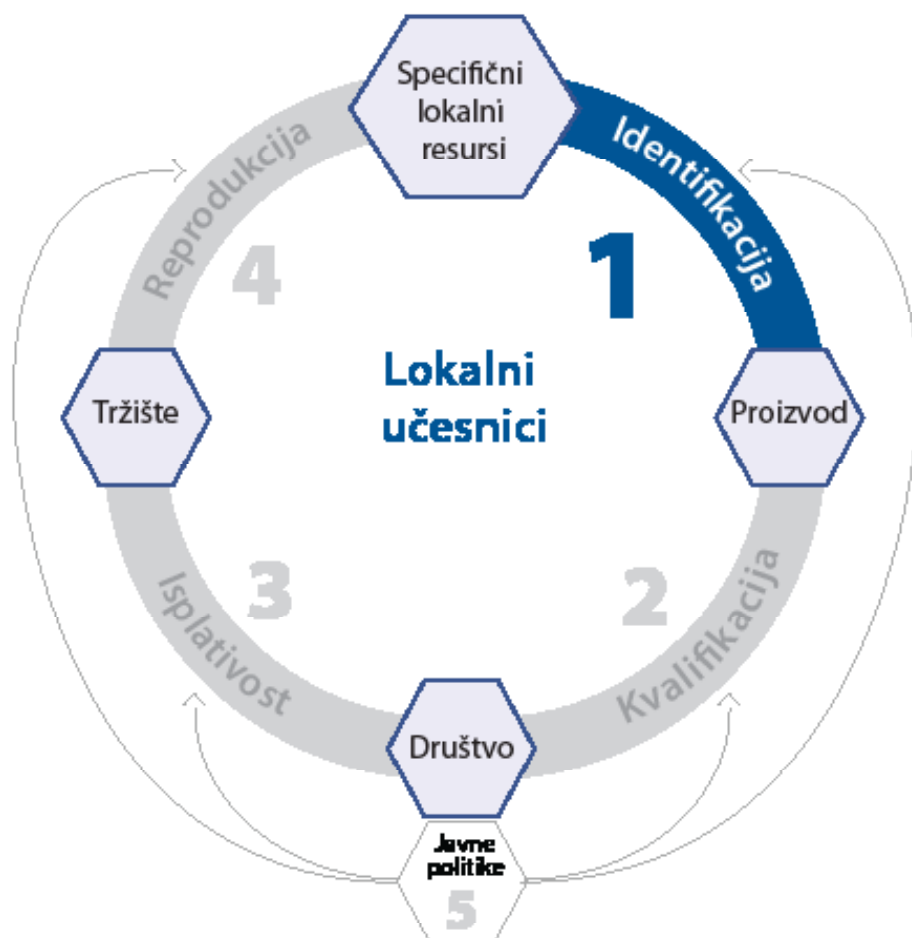 Specifični
lokalni
resursi
Identifikacija
1
Proizvod
Kvalifikacija
2
Društvo
Isplativost
3
Tržište
Reprodukcija
4
Lokalni
učesnici
Javne
politike
5